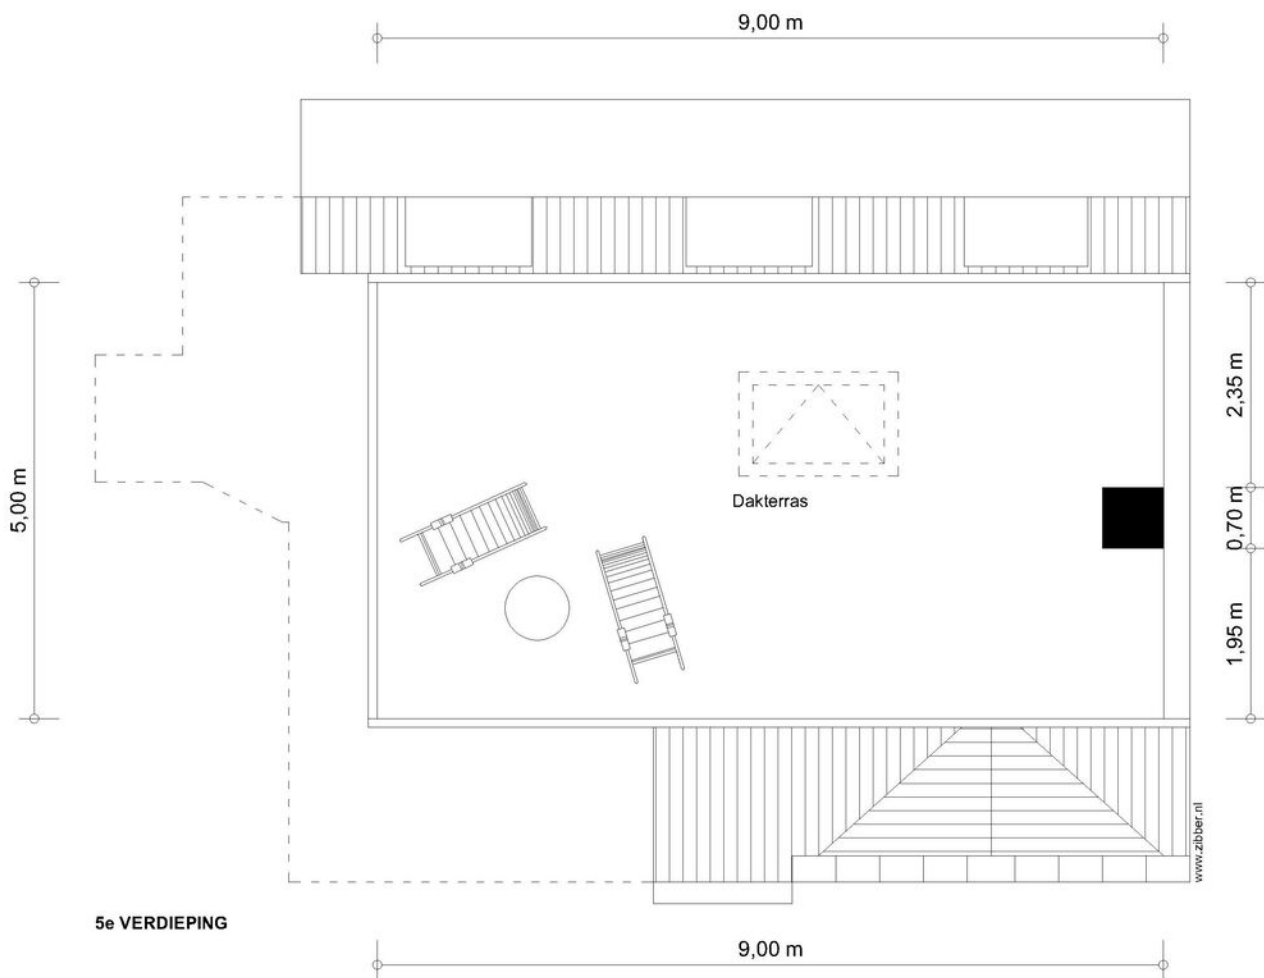 9,00 m
2,35 m
5,00 m
Dakterras
0,70 m
1,95 m
www.zibber.nl
5e VERDIEPING
9,00 m